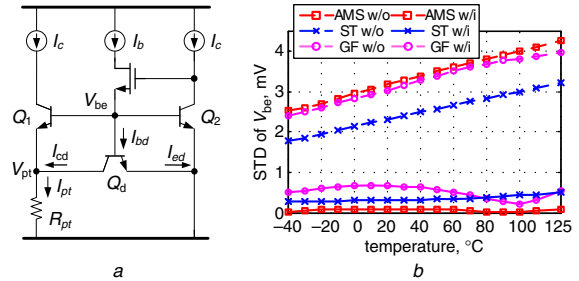 I_c I_b I_c
V_be
Q_1 Q_2
I_bd
I_cd I_ed
V_pt
I_pt Q_d
R_pt
a
AMS w/o AMS w/i
ST w/o ST w/i
GF w/o GF w/i
STD of V_be, mV
4
3
2
1
0
−40 −20 0 20 40 60 80 100 125
temperature, °C
b